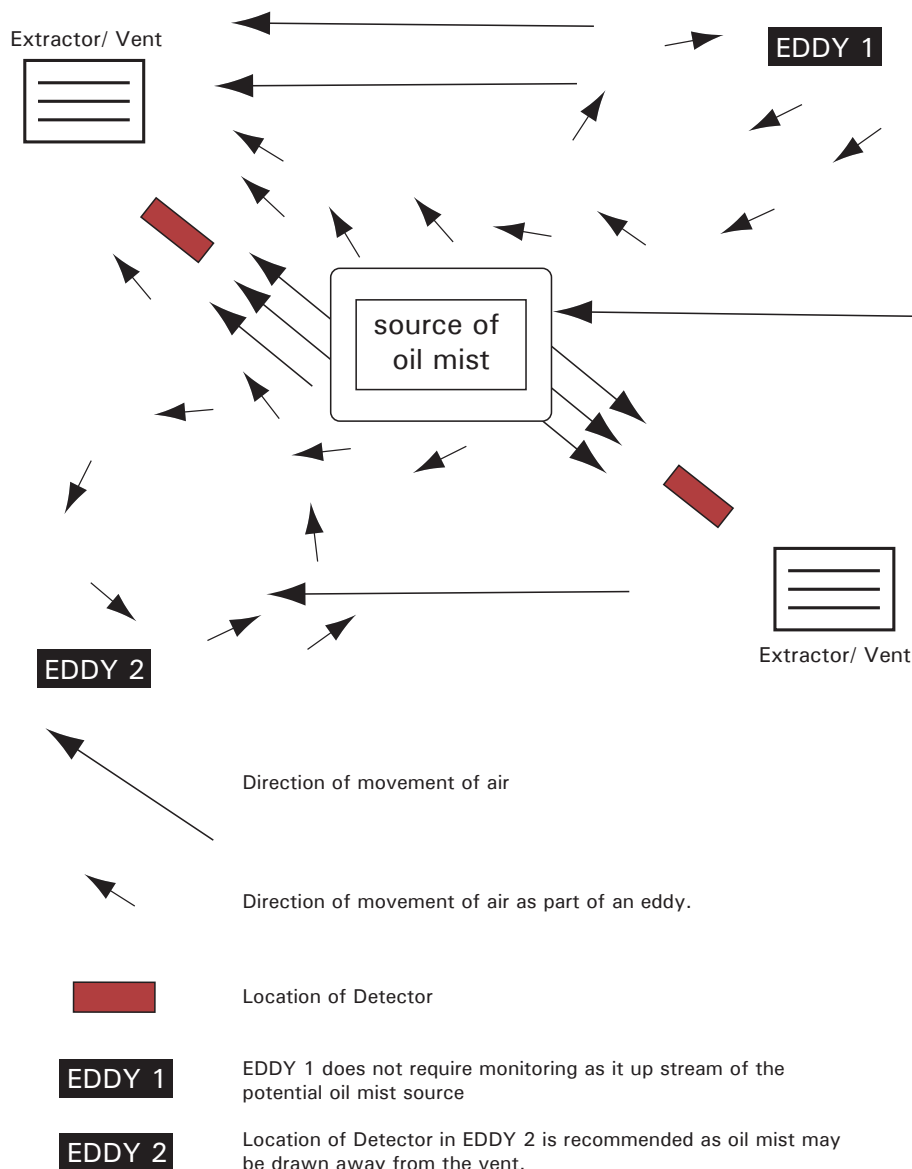 Extractor/ Vent
EDDY 1
source of
oil mist
Extractor/ Vent
EDDY 2
Direction of movement of air
Direction of movement of air as part of an eddy.
Location of Detector
EDDY 1
EDDY 1 does not require monitoring as it up stream of the
potential oil mist source
EDDY 2
Location of Detector in EDDY 2 is recommended as oil mist may
be drawn away from the vent.